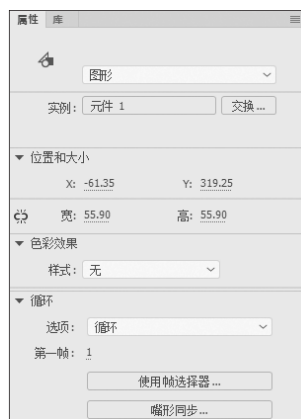 属性 库
图形
实例: 元件 1 交换...
位置和大小
X: -61.35 Y: 319.25
宽: 55.90 高: 55.90
色彩效果
样式: 无
循环
选项: 循环
第一帧: 1
使用帧选择器...
嘴形同步...